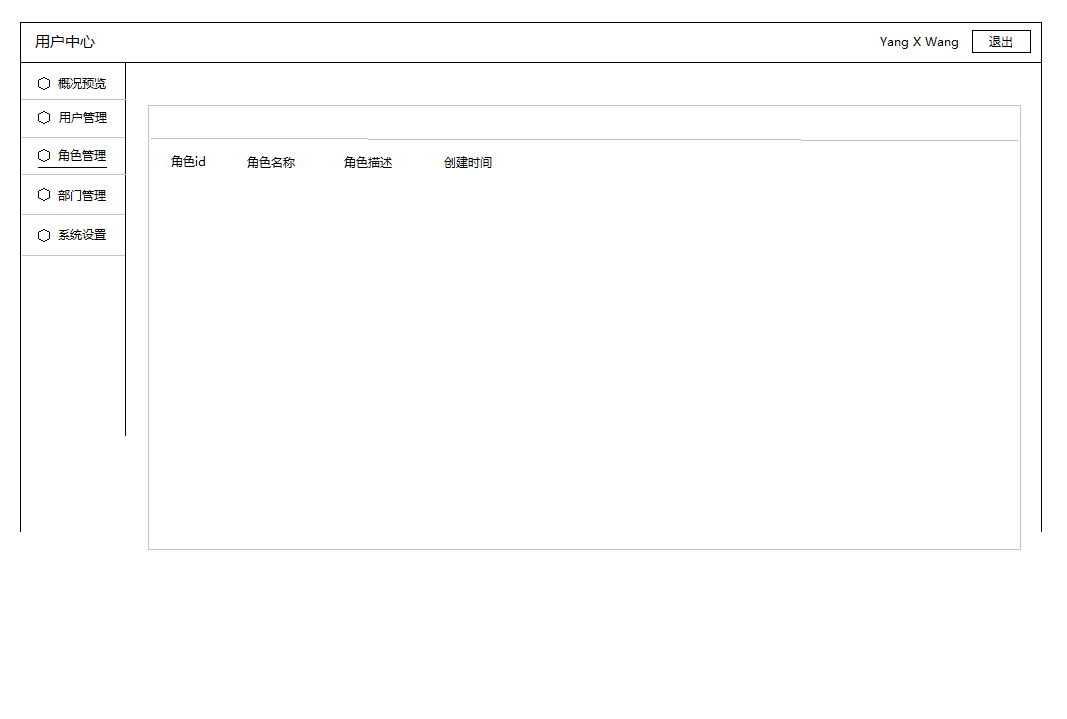 用户中心
Yang X Wang
退出
概况预览
用户管理
角色管理
部门管理
系统设置
角色id 角色名称 角色描述 创建时间